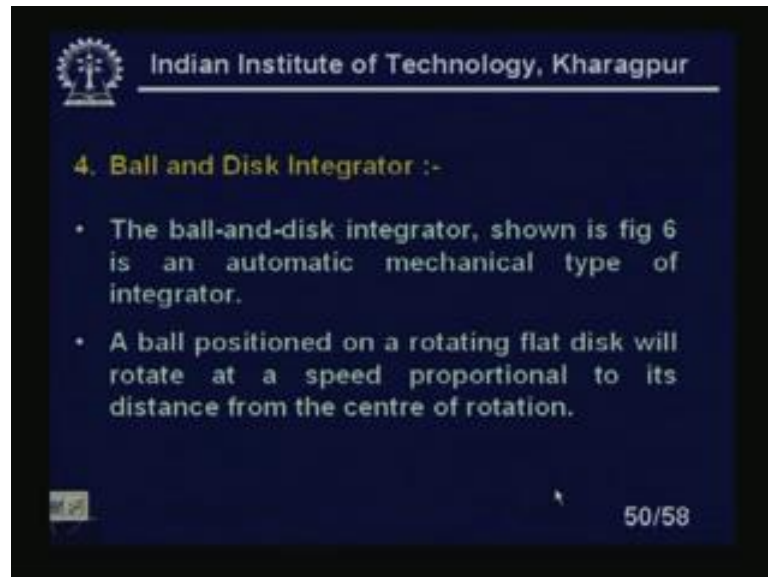 Indian Institute of Technology, Kharagpur
4. Ball and Disk Integrator :-
• The ball-and-disk integrator, shown is fig 6
is an automatic mechanical type of
integrator.
• A ball positioned on a rotating flat disk will
rotate at a speed proportional to its
distance from the centre of rotation.
50/58